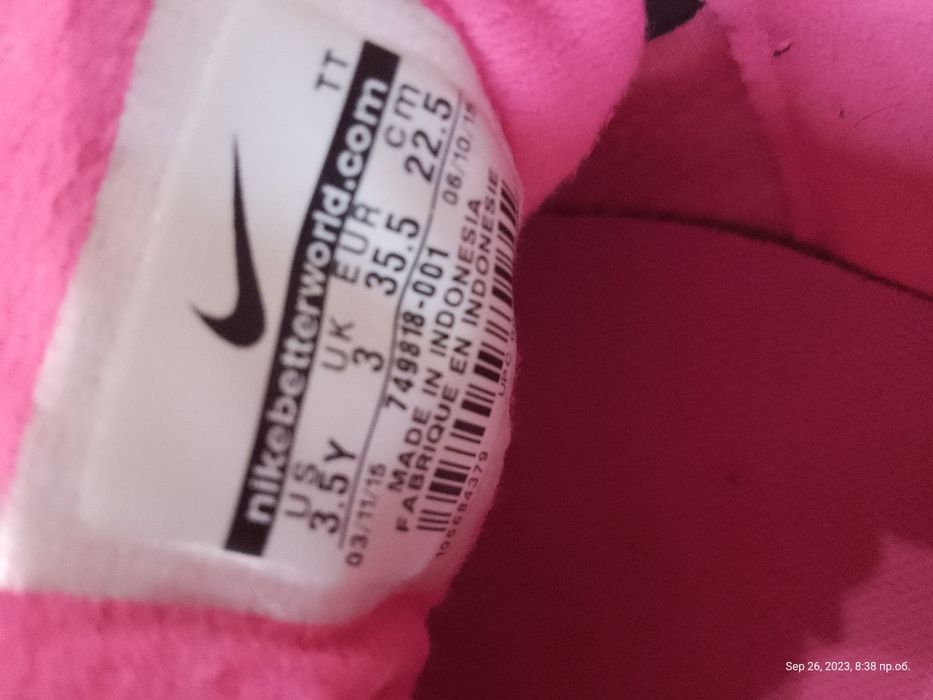 TT
nikebetterworld.com
US UK EUR cm
3.5Y 3 35.5 22.5
03/11/15 749818-001 06/10/15
MADE IN INDONESIA
FABRIQUE EN INDONESIE
UPC
Sep 26, 2023, 8:38 пр.об.